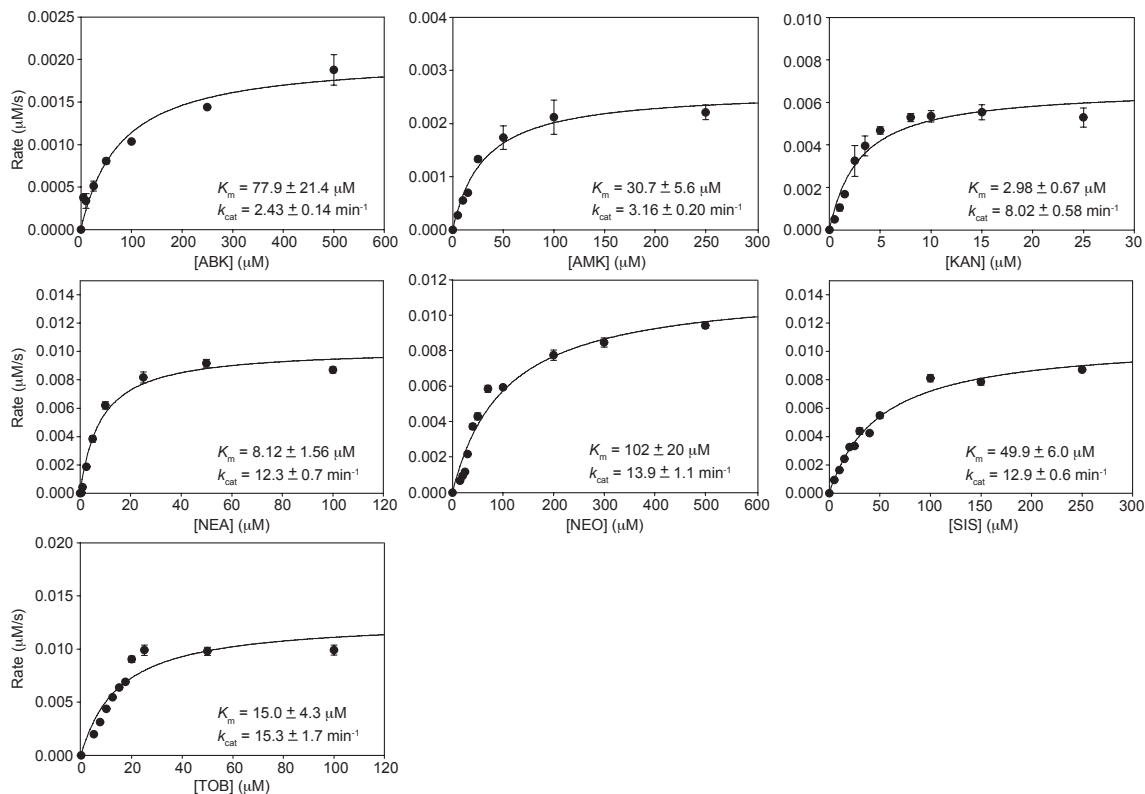 0.0025
0.0020
0.0015
0.0010
0.0005
0.0000
Rate (μM/s)
0 100 200 300 400 500 600
[ABK] (μM)
Km = 77.9 ± 21.4 μM
kcat = 2.43 ± 0.14 min-1
0.004
0.003
0.002
0.001
0.000
0 50 100 150 200 250 300
[AMK] (μM)
Km = 30.7 ± 5.6 μM
kcat = 3.16 ± 0.20 min-1
0.010
0.008
0.006
0.004
0.002
0.000
0 5 10 15 20 25 30
[KAN] (μM)
Km = 2.98 ± 0.67 μM
kcat = 8.02 ± 0.58 min-1
0.014
0.012
0.010
0.008
0.006
0.004
0.002
0.000
Rate (μM/s)
0 20 40 60 80 100 120
[NEA] (μM)
Km = 8.12 ± 1.56 μM
kcat = 12.3 ± 0.7 min-1
0.012
0.010
0.008
0.006
0.004
0.002
0.000
0 100 200 300 400 500 600
[NEO] (μM)
Km = 102 ± 20 μM
kcat = 13.9 ± 1.1 min-1
0.014
0.012
0.010
0.008
0.006
0.004
0.002
0.000
0 50 100 150 200 250 300
[SIS] (μM)
Km = 49.9 ± 6.0 μM
kcat = 12.9 ± 0.6 min-1
0.020
0.015
0.010
0.005
0.000
Rate (μM/s)
0 20 40 60 80 100 120
[TOB] (μM)
Km = 15.0 ± 4.3 μM
kcat = 15.3 ± 1.7 min-1